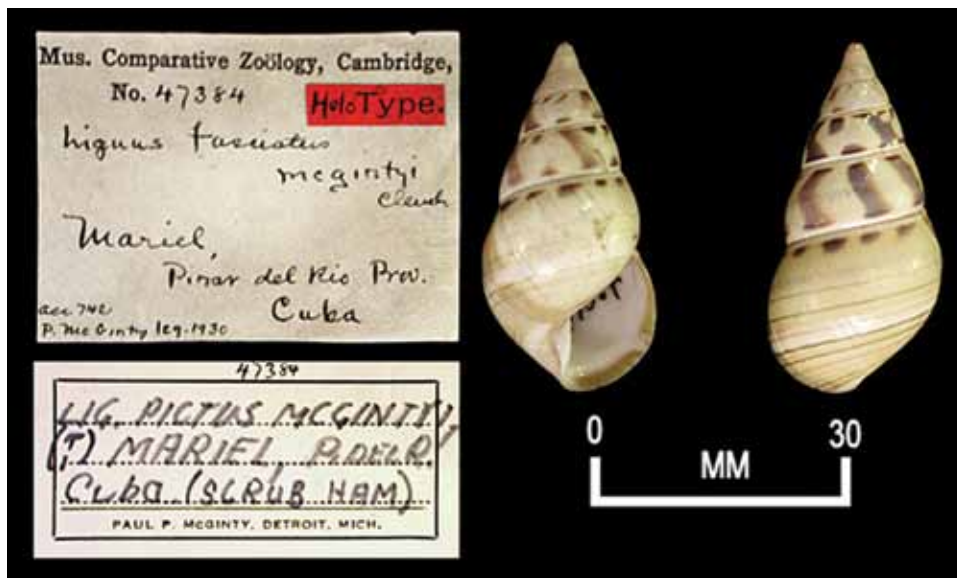 Mus. Comparative Zoölogy, Cambridge,
No. 47384
HoloType.
Liguus fasciatus
mcgintyi
Clench
Mariel,
Pinar del Rio Prov.
Cuba
acc 742
P. McGinty leg. 1930
47384
LIG. PICTUS MCGINTYI
MARIEL, P. DEL R.
Cuba (SCRUB HAM)
PAUL P. McGINTY, DETROIT, MICH.
0 30
MM